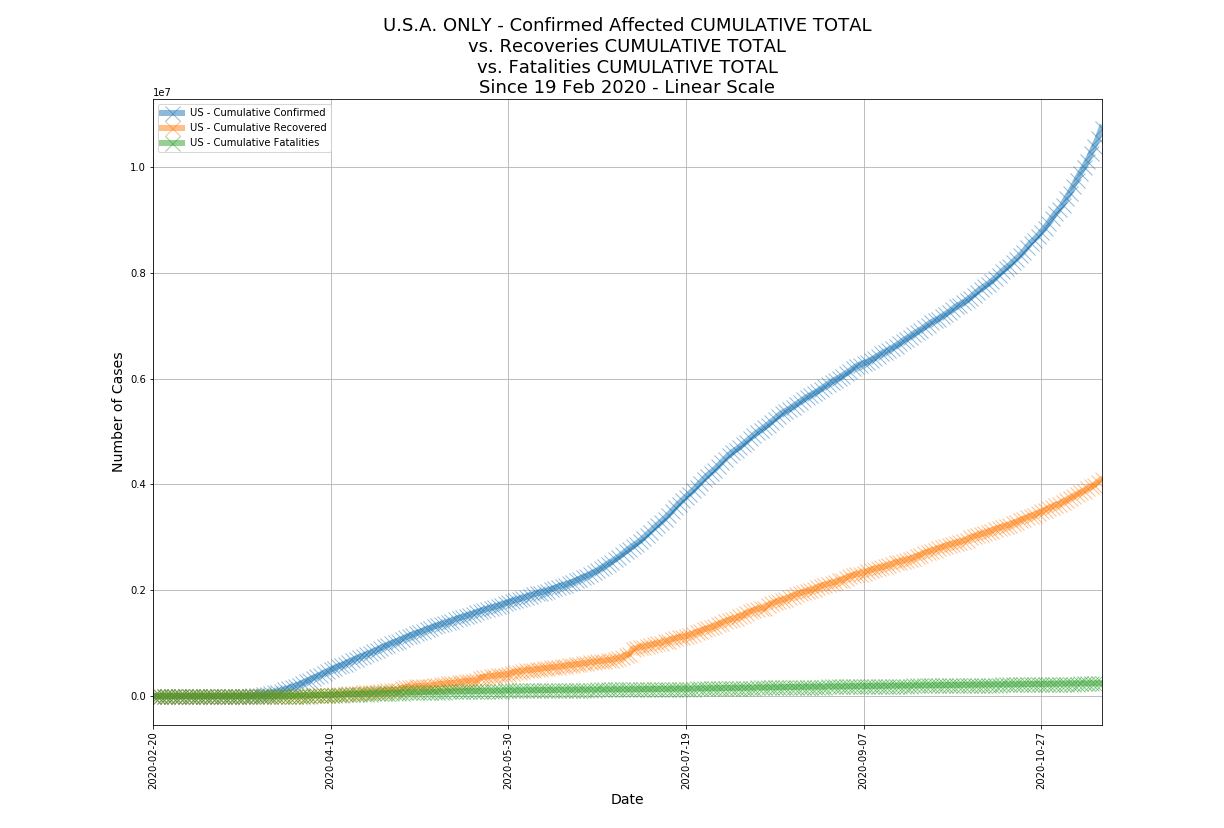 U.S.A. ONLY - Confirmed Affected CUMULATIVE TOTAL
vs. Recoveries CUMULATIVE TOTAL
vs. Fatalities CUMULATIVE TOTAL
Since 19 Feb 2020 - Linear Scale
1e7
US - Cumulative Confirmed
US - Cumulative Recovered
US - Cumulative Fatalities
1.0
0.8
0.6
0.4
0.2
0.0
Number of Cases
2020-02-20
2020-04-10
2020-05-30
2020-07-19
2020-09-07
2020-10-27
Date